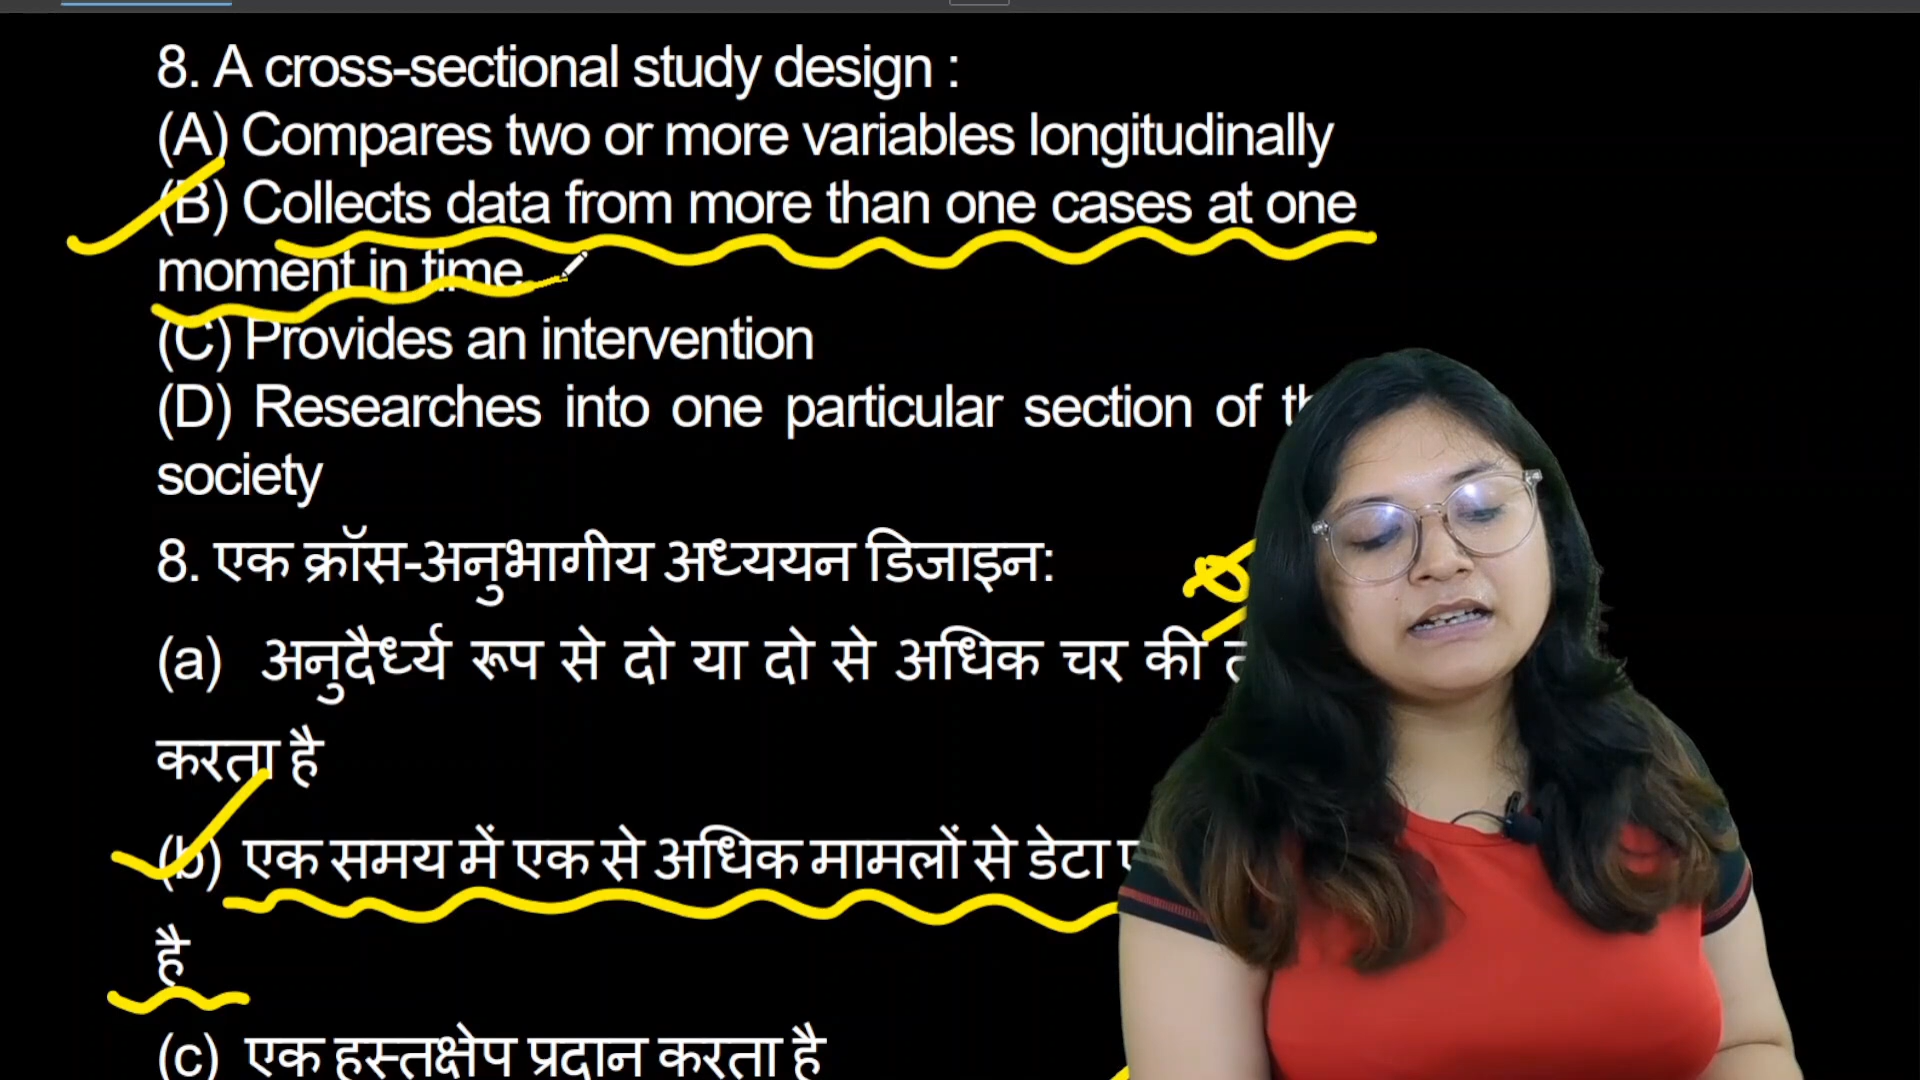 8. A cross-sectional study design :
(A) Compares two or more variables longitudinally
(B) Collects data from more than one cases at one
moment in time
(C) Provides an intervention
(D) Researches into one particular section of
society
8. एक क्रॉस-अनुभागीय अध्ययन डिजाइन:
(a) अनुदैर्ध्य रूप से दो या दो से अधिक चर की
करता है
(b) एक समय में एक से अधिक मामलों से डेटा
है
(c) एक हस्तक्षेप प्रदान करता है